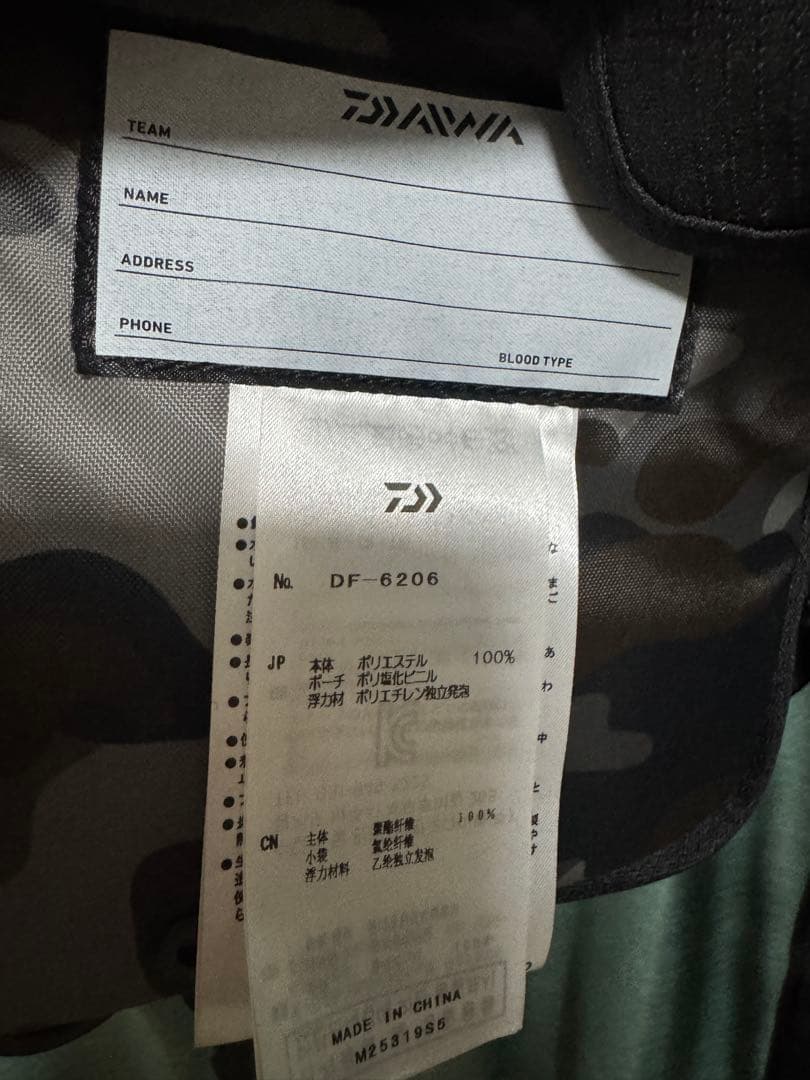 DAIWA
TEAM
NAME
ADDRESS
PHONE
BLOOD TYPE
No. DF-6206
JP 本体 ポリエステル 100%
ポーチ ポリ塩化ビニル
浮力材 ポリエチレン独立発泡
CN 主体 聚酯纤维 100%
小袋 氯纶纤维
浮力材料 乙纶独立发泡
MADE IN CHINA
M25319S5